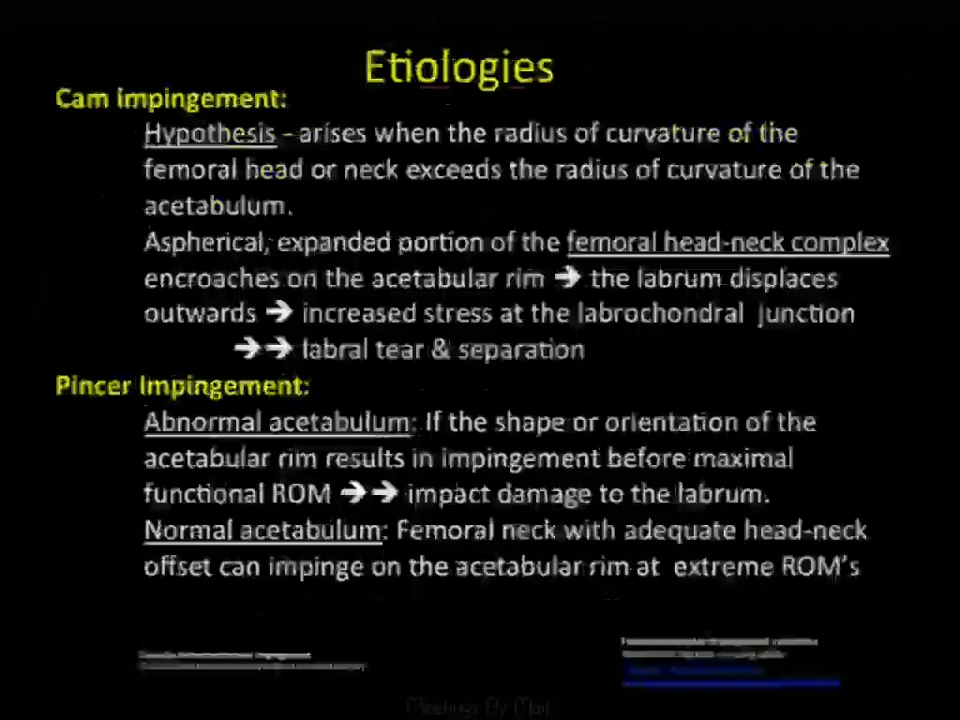 Etiologies
Cam impingement:
Hypothesis - arises when the radius of curvature of the
femoral head or neck exceeds the radius of curvature of the
acetabulum.
Aspherical, expanded portion of the femoral head-neck complex
encroaches on the acetabular rim ➔ the labrum displaces
outwards ➔ increased stress at the labrochondral junction
➔➔ labral tear & separation
Pincer Impingement:
Abnormal acetabulum: If the shape or orientation of the
acetabular rim results in impingement before maximal
functional ROM ➔➔ impact damage to the labrum.
Normal acetabulum: Femoral neck with adequate head-neck
offset can impinge on the acetabular rim at extreme ROM's
Meetings By Mail